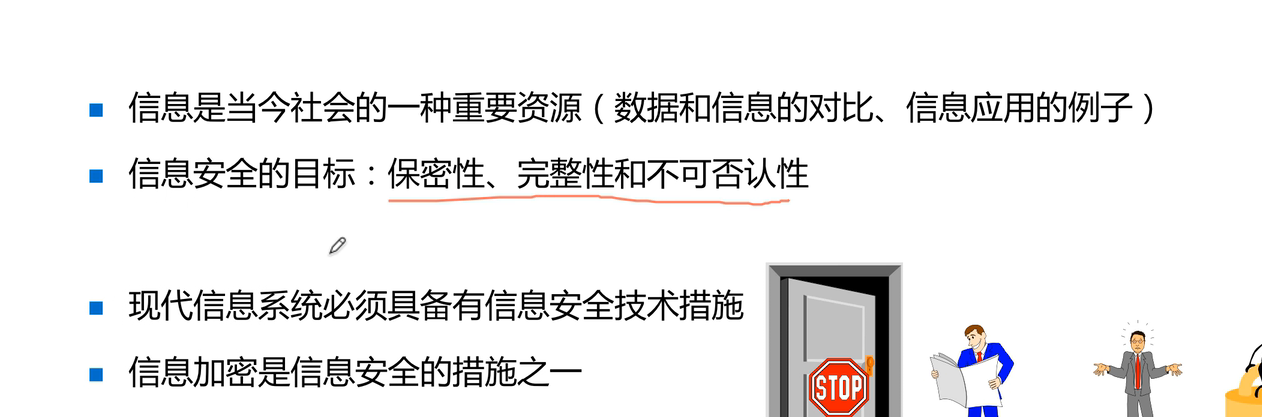 信息是当今社会的一种重要资源（数据和信息的对比、信息应用的例子）
信息安全的目标：保密性、完整性和不可否认性
现代信息系统必须具备有信息安全技术措施
信息加密是信息安全的措施之一
STOP